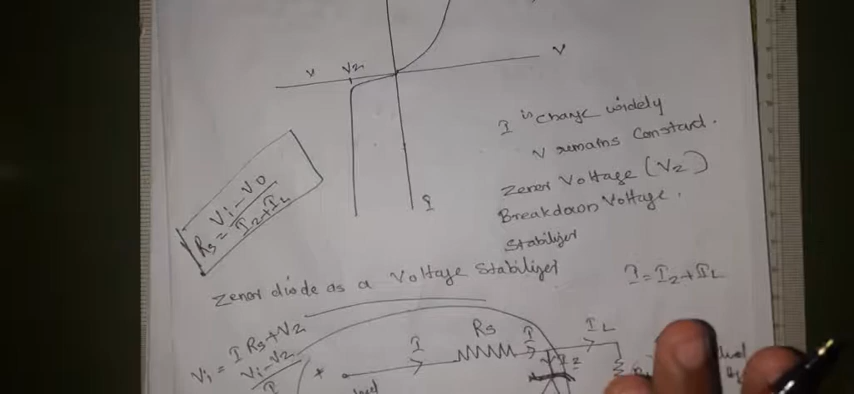 V
Vz
V
I is change widely
V remains Constant.
Zener Voltage (Vz)
Breakdown Voltage.
Stabilizer
I
Rs = Vi - V0 / Iz + IL
Zener diode as a Voltage Stabilizer
I = Iz + IL
Vi = I Rs + Vz
Vi - Vz / I
+
I
Rs
I
IL
Iz